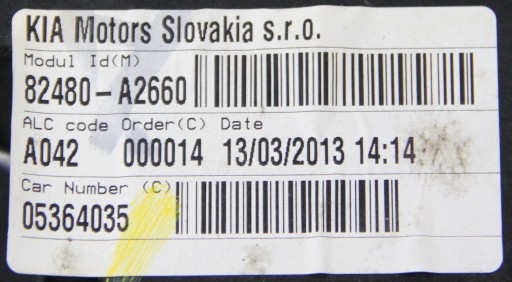 KIA Motors Slovakia s.r.o.
Modul Id(M)
82480-A2660
ALC code Order(C) Date
A042 000014 13/03/2013 14:14
Car Number (C)
05364035